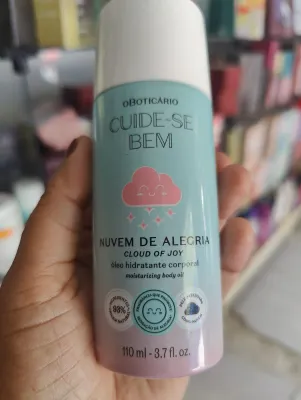 oBOTICÁRIO
CUIDE-SE
BEM
NUVEM DE ALEGRIA
CLOUD OF JOY
óleo hidratante corporal
moisturizing body oil
98%
110 ml - 3.7 fl. oz.